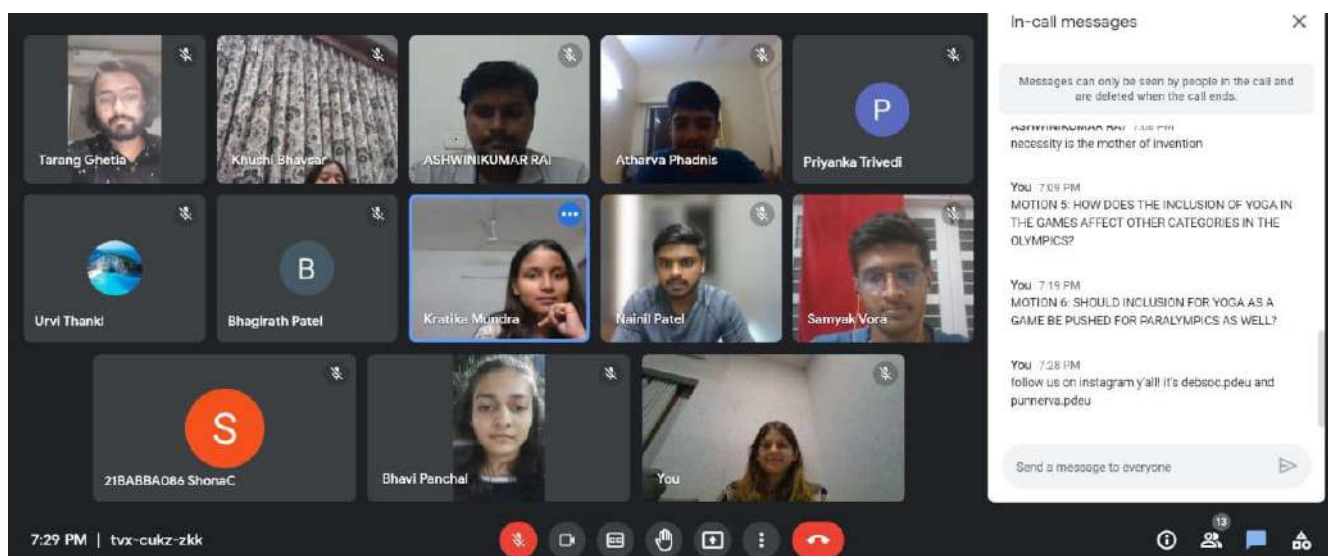 Tarang Ghetia
Khushi Bhavsar
ASHWINIKUMAR RAI
Atharva Phadnis
P
Priyanka Trivedi
Urvi Thanki
B
Bhagirath Patel
Kratika Mundra
Nainil Patel
Samyak Vora
S
21BABBA086 ShonaC
Bhavi Panchal
You
7:29 PM | tvx-cukz-zkk
CC
13
In-call messages
Messages can only be seen by people in the call and
are deleted when the call ends.
ASHWINIKUMAR RAI 7:08 PM
necessity is the mother of invention
You 7:09 PM
MOTION 5: HOW DOES THE INCLUSION OF YOGA IN
THE GAMES AFFECT OTHER CATEGORIES IN THE
OLYMPICS?
You 7:19 PM
MOTION 6: SHOULD INCLUSION FOR YOGA AS A
GAME BE PUSHED FOR PARALYMPICS AS WELL?
You 7:28 PM
follow us on instagram y'all! it's debsoc.pdeu and
punnerva.pdeu
Send a message to everyone